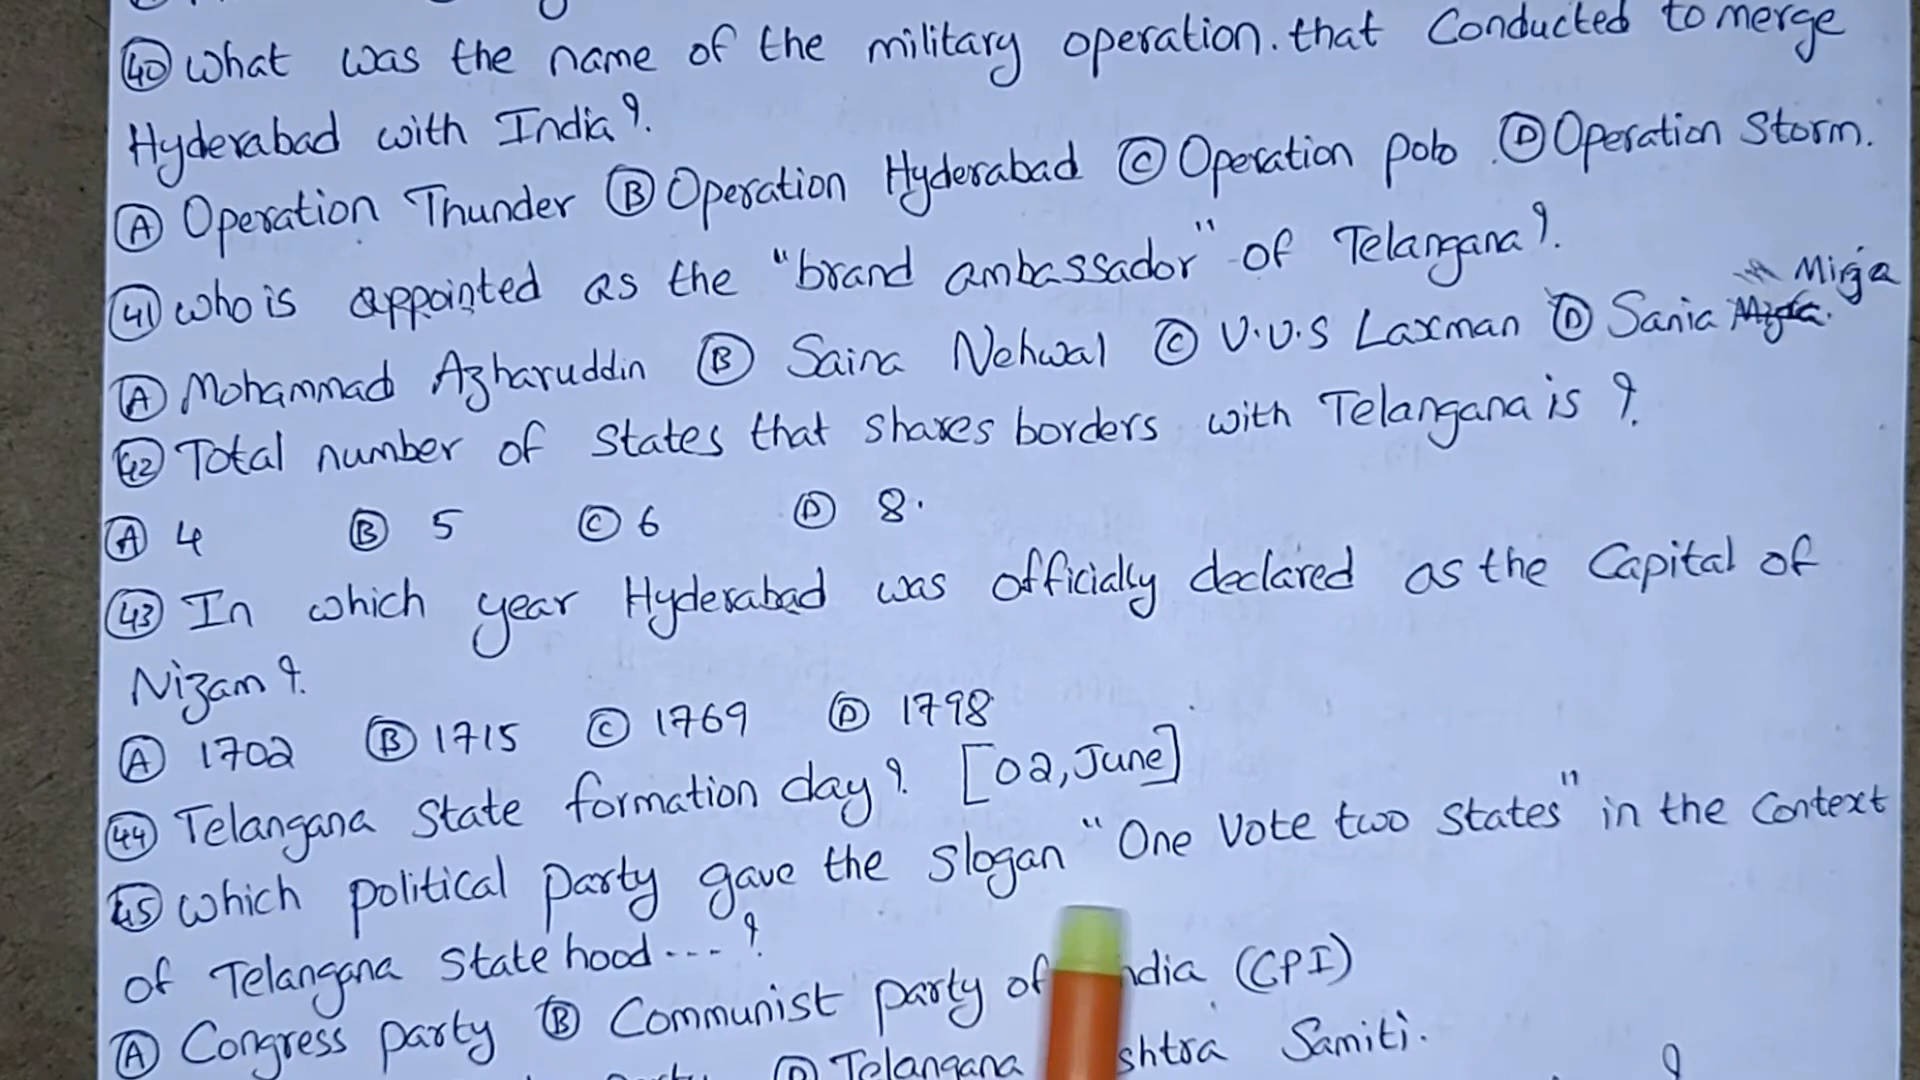 40 What was the name of the military operation. that Conducted to merge
Hyderabad with India?.
A Operation Thunder B Operation Hyderabad C Operation polo D Operation Storm.
41 who is appointed as the "brand ambassador" of Telangana?.
A Mohammad Azharuddin B Saina Nehwal C V.V.S Laxman D Sania Mirja
42 Total number of States that shares borders with Telangana is ?
A 4 B 5 C 6 D 8.
43 In which year Hyderabad was officially declared as the Capital of
Nizam?.
A 1702 B 1715 C 1769 D 1798
44 Telangana State formation day? [02, June]
45 which political party gave the slogan "One Vote two States" in the Context
of Telangana State hood ---?
A Congress party B Communist party of India (CPI)
D Telangana Samiti.